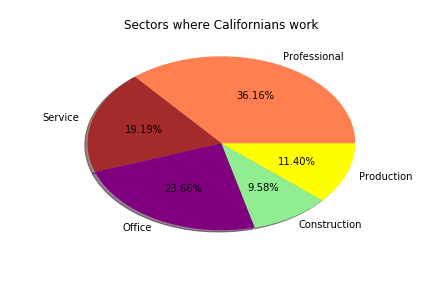 Sectors where Californians work
Professional
36.16%
Service
19.19%
Office
23.66%
Construction
9.58%
Production
11.40%